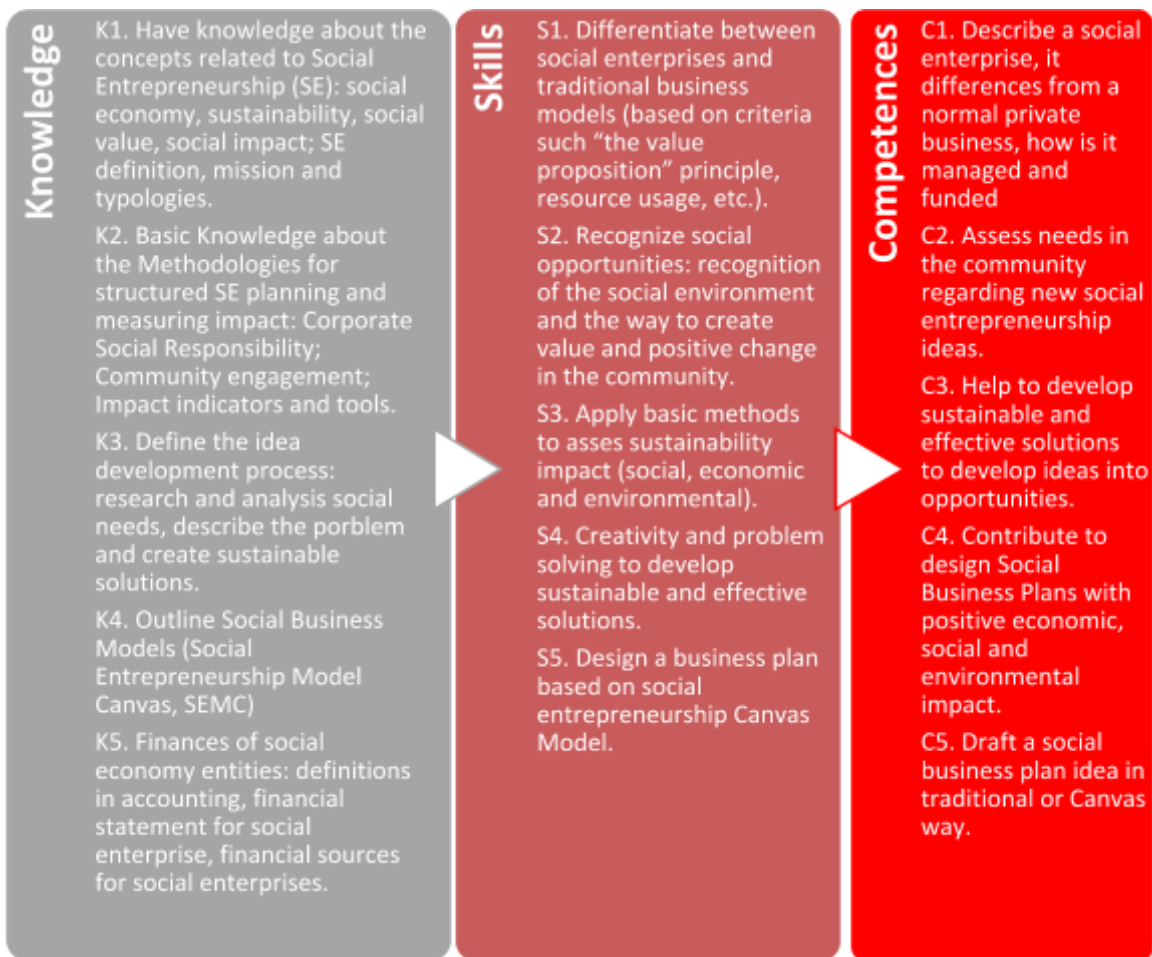 Knowledge
K1. Have knowledge about the
concepts related to Social
Entrepreneurship (SE): social
economy, sustainability, social
value, social impact; SE
definition, mission and
typologies.
K2. Basic Knowledge about
the Methodologies for
structured SE planning and
measuring impact: Corporate
Social Responsibility;
Community engagement;
Impact indicators and tools.
K3. Define the idea
development process:
research and analysis social
needs, describe the porblem
and create sustainable
solutions.
K4. Outline Social Business
Models (Social
Entrepreneurship Model
Canvas, SEMC)
K5. Finances of social
economy entities: definitions
in accounting, financial
statement for social
enterprise, financial sources
for social enterprises.
Skills
S1. Differentiate between
social enterprises and
traditional business
models (based on criteria
such “the value
proposition” principle,
resource usage, etc.).
S2. Recognize social
opportunities: recognition
of the social environment
and the way to create
value and positive change
in the community.
S3. Apply basic methods
to asses sustainability
impact (social, economic
and environmental).
S4. Creativity and problem
solving to develop
sustainable and effective
solutions.
S5. Design a business plan
based on social
entrepreneurship Canvas
Model.
Competences
C1. Describe a social
enterprise, it
differences from a
normal private
business, how is it
managed and
funded
C2. Assess needs in
the community
regarding new social
entrepreneurship
ideas.
C3. Help to develop
sustainable and
effective solutions
to develop ideas into
opportunities.
C4. Contribute to
design Social
Business Plans with
positive economic,
social and
environmental
impact.
C5. Draft a social
business plan idea in
traditional or Canvas
way.